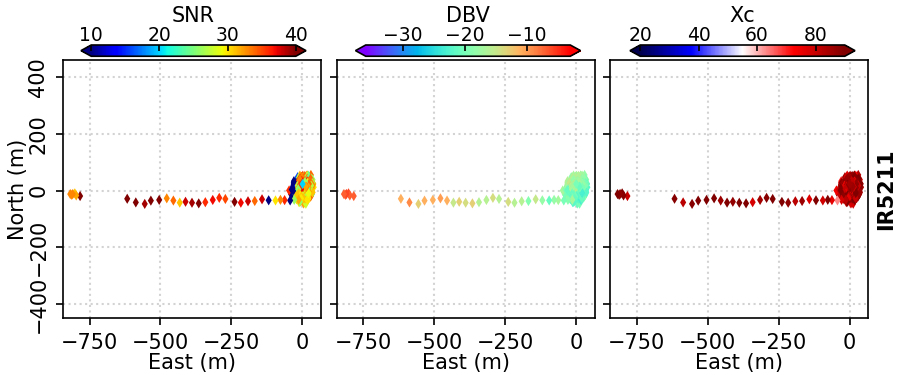 SNR DBV Xc
10 20 30 40 −30 −20 −10 20 40 60 80
400
200
0
−200
−400
North (m)
IR5211
−750 −500 −250 0 −750 −500 −250 0 −750 −500 −250 0
East (m) East (m) East (m)